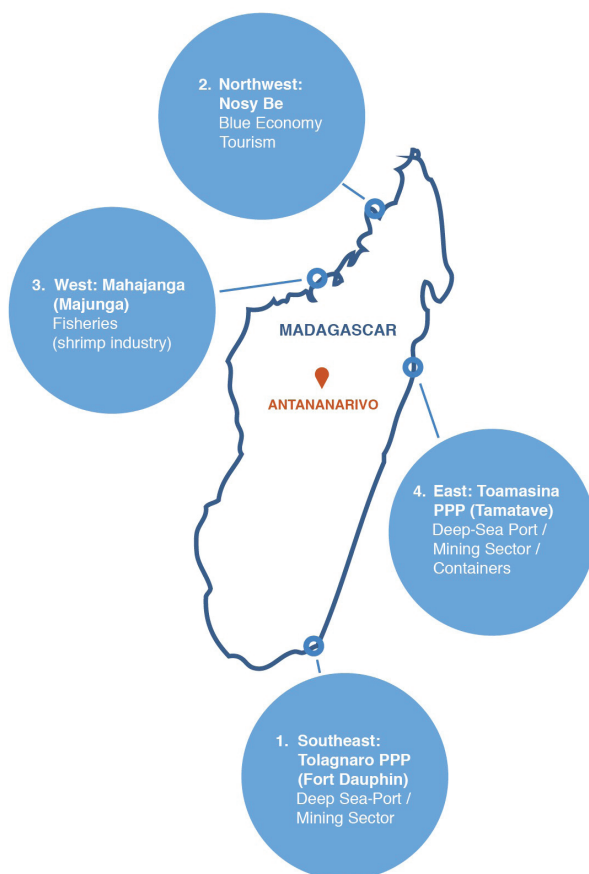 2. Northwest:
Nosy Be
Blue Economy
Tourism
3. West: Mahajanga
(Majunga)
Fisheries
(shrimp industry)
MADAGASCAR
ANTANANARIVO
4. East: Toamasina
PPP (Tamatave)
Deep-Sea Port /
Mining Sector /
Containers
1. Southeast:
Tolagnaro PPP
(Fort Dauphin)
Deep Sea-Port /
Mining Sector